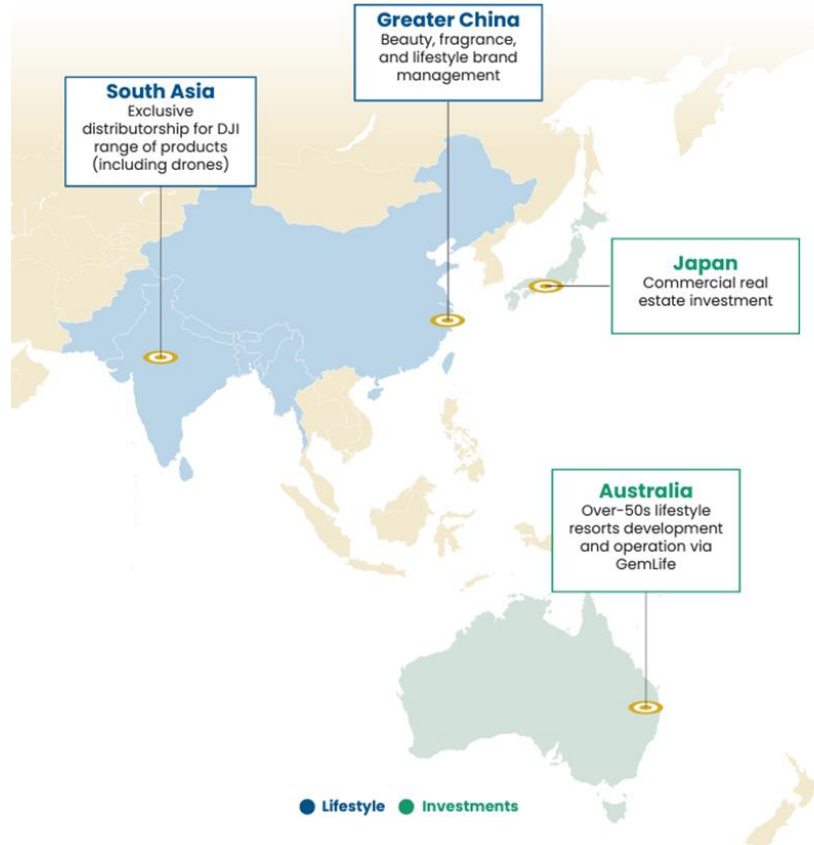 Greater China
Beauty, fragrance,
and lifestyle brand
management
South Asia
Exclusive
distributorship for DJI
range of products
(including drones)
Japan
Commercial real
estate investment
Australia
Over-50s lifestyle
resorts development
and operation via
GemLife
Lifestyle
Investments